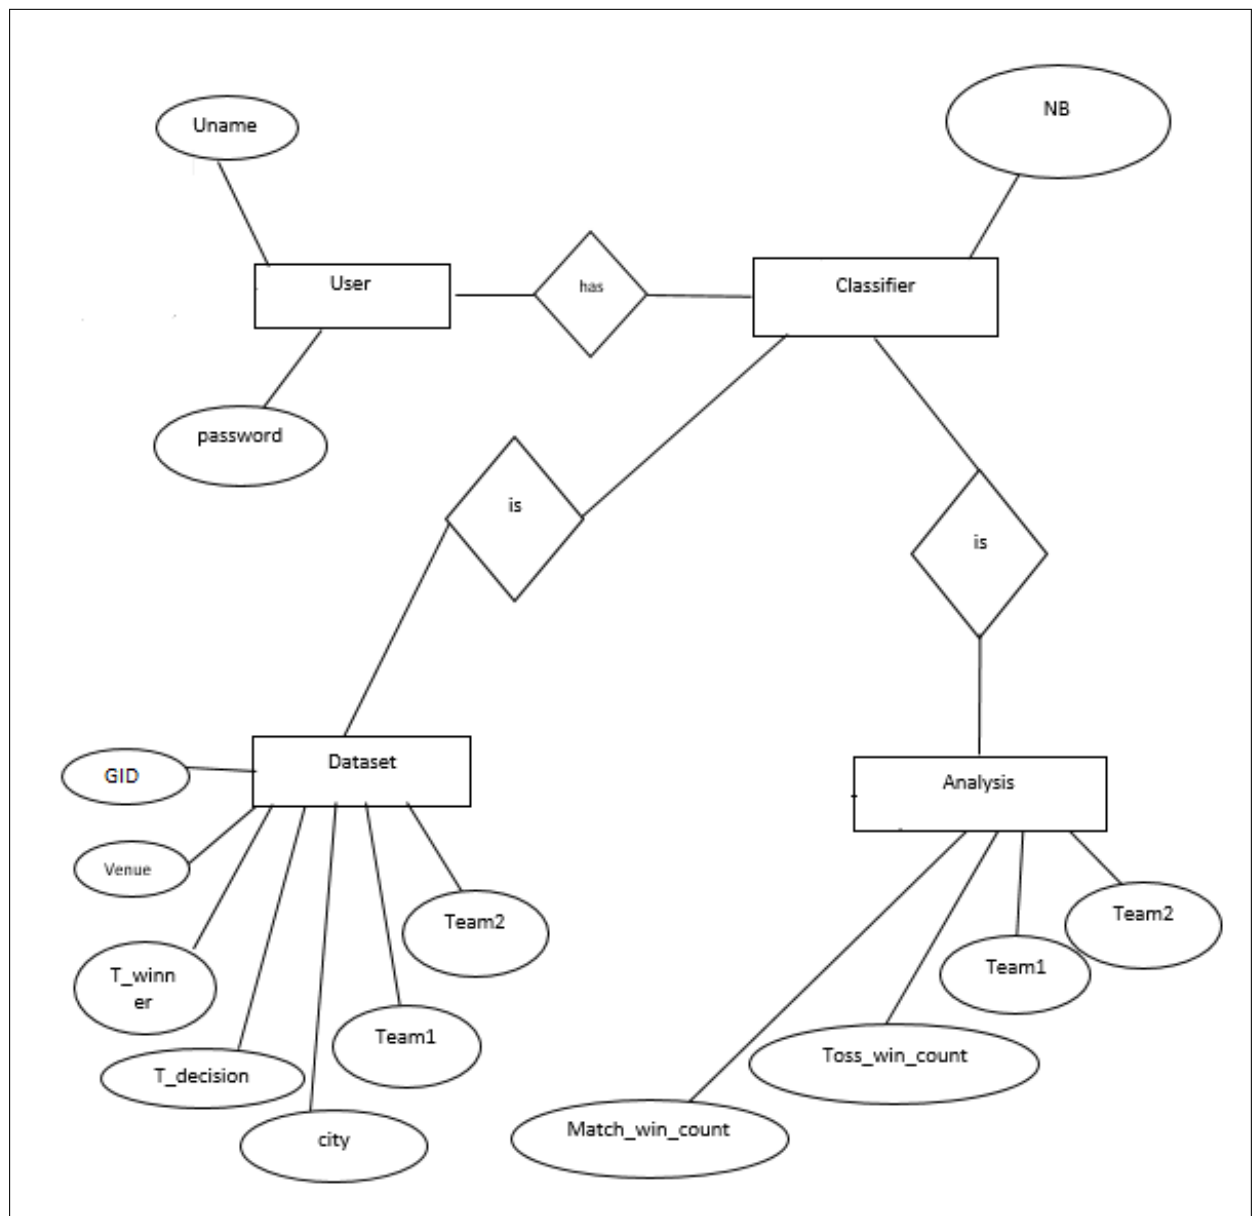 Uname
NB
User
has
Classifier
password
is
is
Dataset
Analysis
GID
Venue
Team2
Team2
T_winn
er
Team1
Team1
T_decision
Toss_win_count
city
Match_win_count